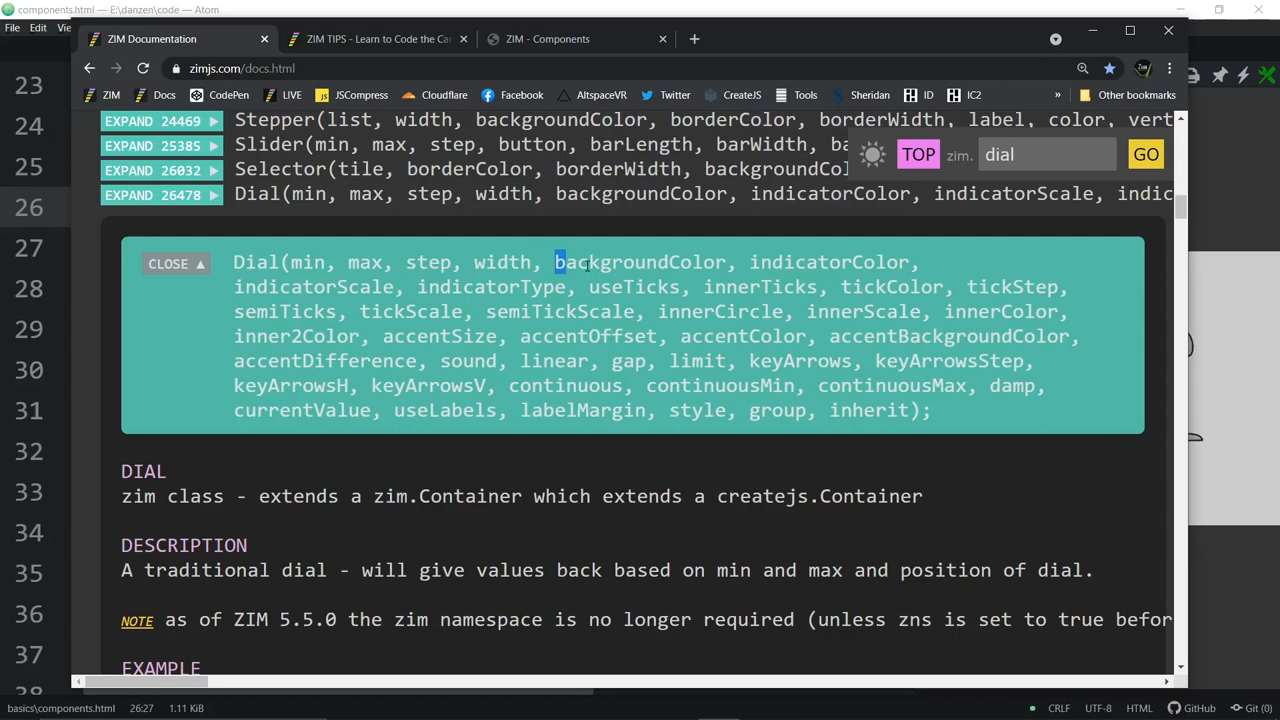 components.html — E:\danzen\code — Atom
File Edit Vie
ZIM Documentation
ZIM TIPS - Learn to Code the Car
ZIM - Components
zimjs.com/docs.html
ZIM Docs CodePen LIVE JSCompress Cloudflare Facebook AltspaceVR Twitter CreateJS Tools Sheridan ID IC2 » Other bookmarks
EXPAND 24469 ▶ Stepper(list, width, backgroundColor, borderColor, borderWidth, label, color, vert
EXPAND 25385 ▶ Slider(min, max, step, button, barLength, barWidth, ba
TOP zim. dial GO
EXPAND 26032 ▶ Selector(tile, borderColor, borderWidth, backgroundCol
EXPAND 26478 ▶ Dial(min, max, step, width, backgroundColor, indicatorColor, indicatorScale, indic
CLOSE ▲ Dial(min, max, step, width, backgroundColor, indicatorColor,
indicatorScale, indicatorType, useTicks, innerTicks, tickColor, tickStep,
semiTicks, tickScale, semiTickScale, innerCircle, innerScale, innerColor,
inner2Color, accentSize, accentOffset, accentColor, accentBackgroundColor,
accentDifference, sound, linear, gap, limit, keyArrows, keyArrowsStep,
keyArrowsH, keyArrowsV, continuous, continuousMin, continuousMax, damp,
currentValue, useLabels, labelMargin, style, group, inherit);
DIAL
zim class - extends a zim.Container which extends a createjs.Container
DESCRIPTION
A traditional dial - will give values back based on min and max and position of dial.
NOTE as of ZIM 5.5.0 the zim namespace is no longer required (unless zns is set to true befor
EXAMPLE
23
24
25
26
27
28
29
30
31
32
33
34
35
36
37
38
basics\components.html 26:27 1.11 KiB
CRLF UTF-8 HTML GitHub Git (0)